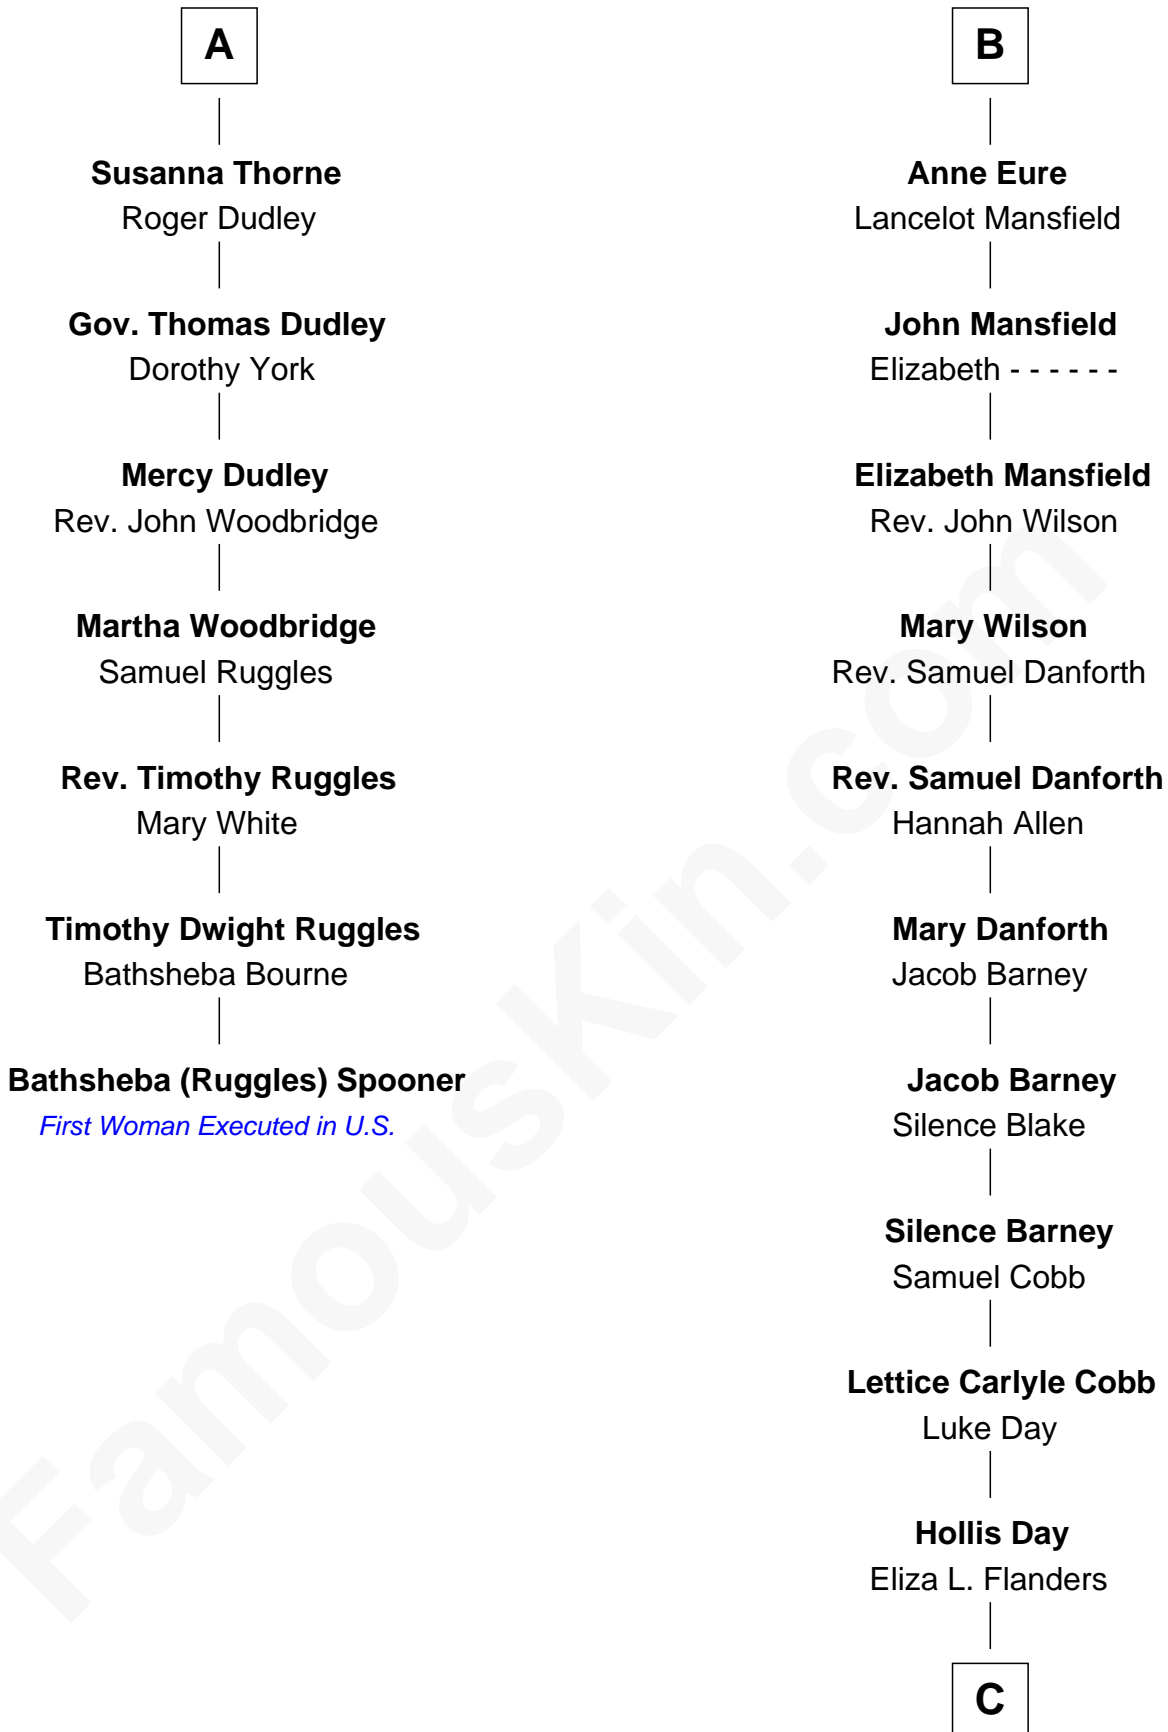 A
Susanna Thorne
Roger Dudley
Gov. Thomas Dudley
Dorothy York
Mercy Dudley
Rev. John Woodbridge
Martha Woodbridge
Samuel Ruggles
Rev. Timothy Ruggles
Mary White
Timothy Dwight Ruggles
Bathsheba Bourne
Bathsheba (Ruggles) Spooner
First Woman Executed in U.S.
B
Anne Eure
Lancelot Mansfield
John Mansfield
Elizabeth - - - - - -
Elizabeth Mansfield
Rev. John Wilson
Mary Wilson
Rev. Samuel Danforth
Rev. Samuel Danforth
Hannah Allen
Mary Danforth
Jacob Barney
Jacob Barney
Silence Blake
Silence Barney
Samuel Cobb
Lettice Carlyle Cobb
Luke Day
Hollis Day
Eliza L. Flanders
C
FamousKin.com